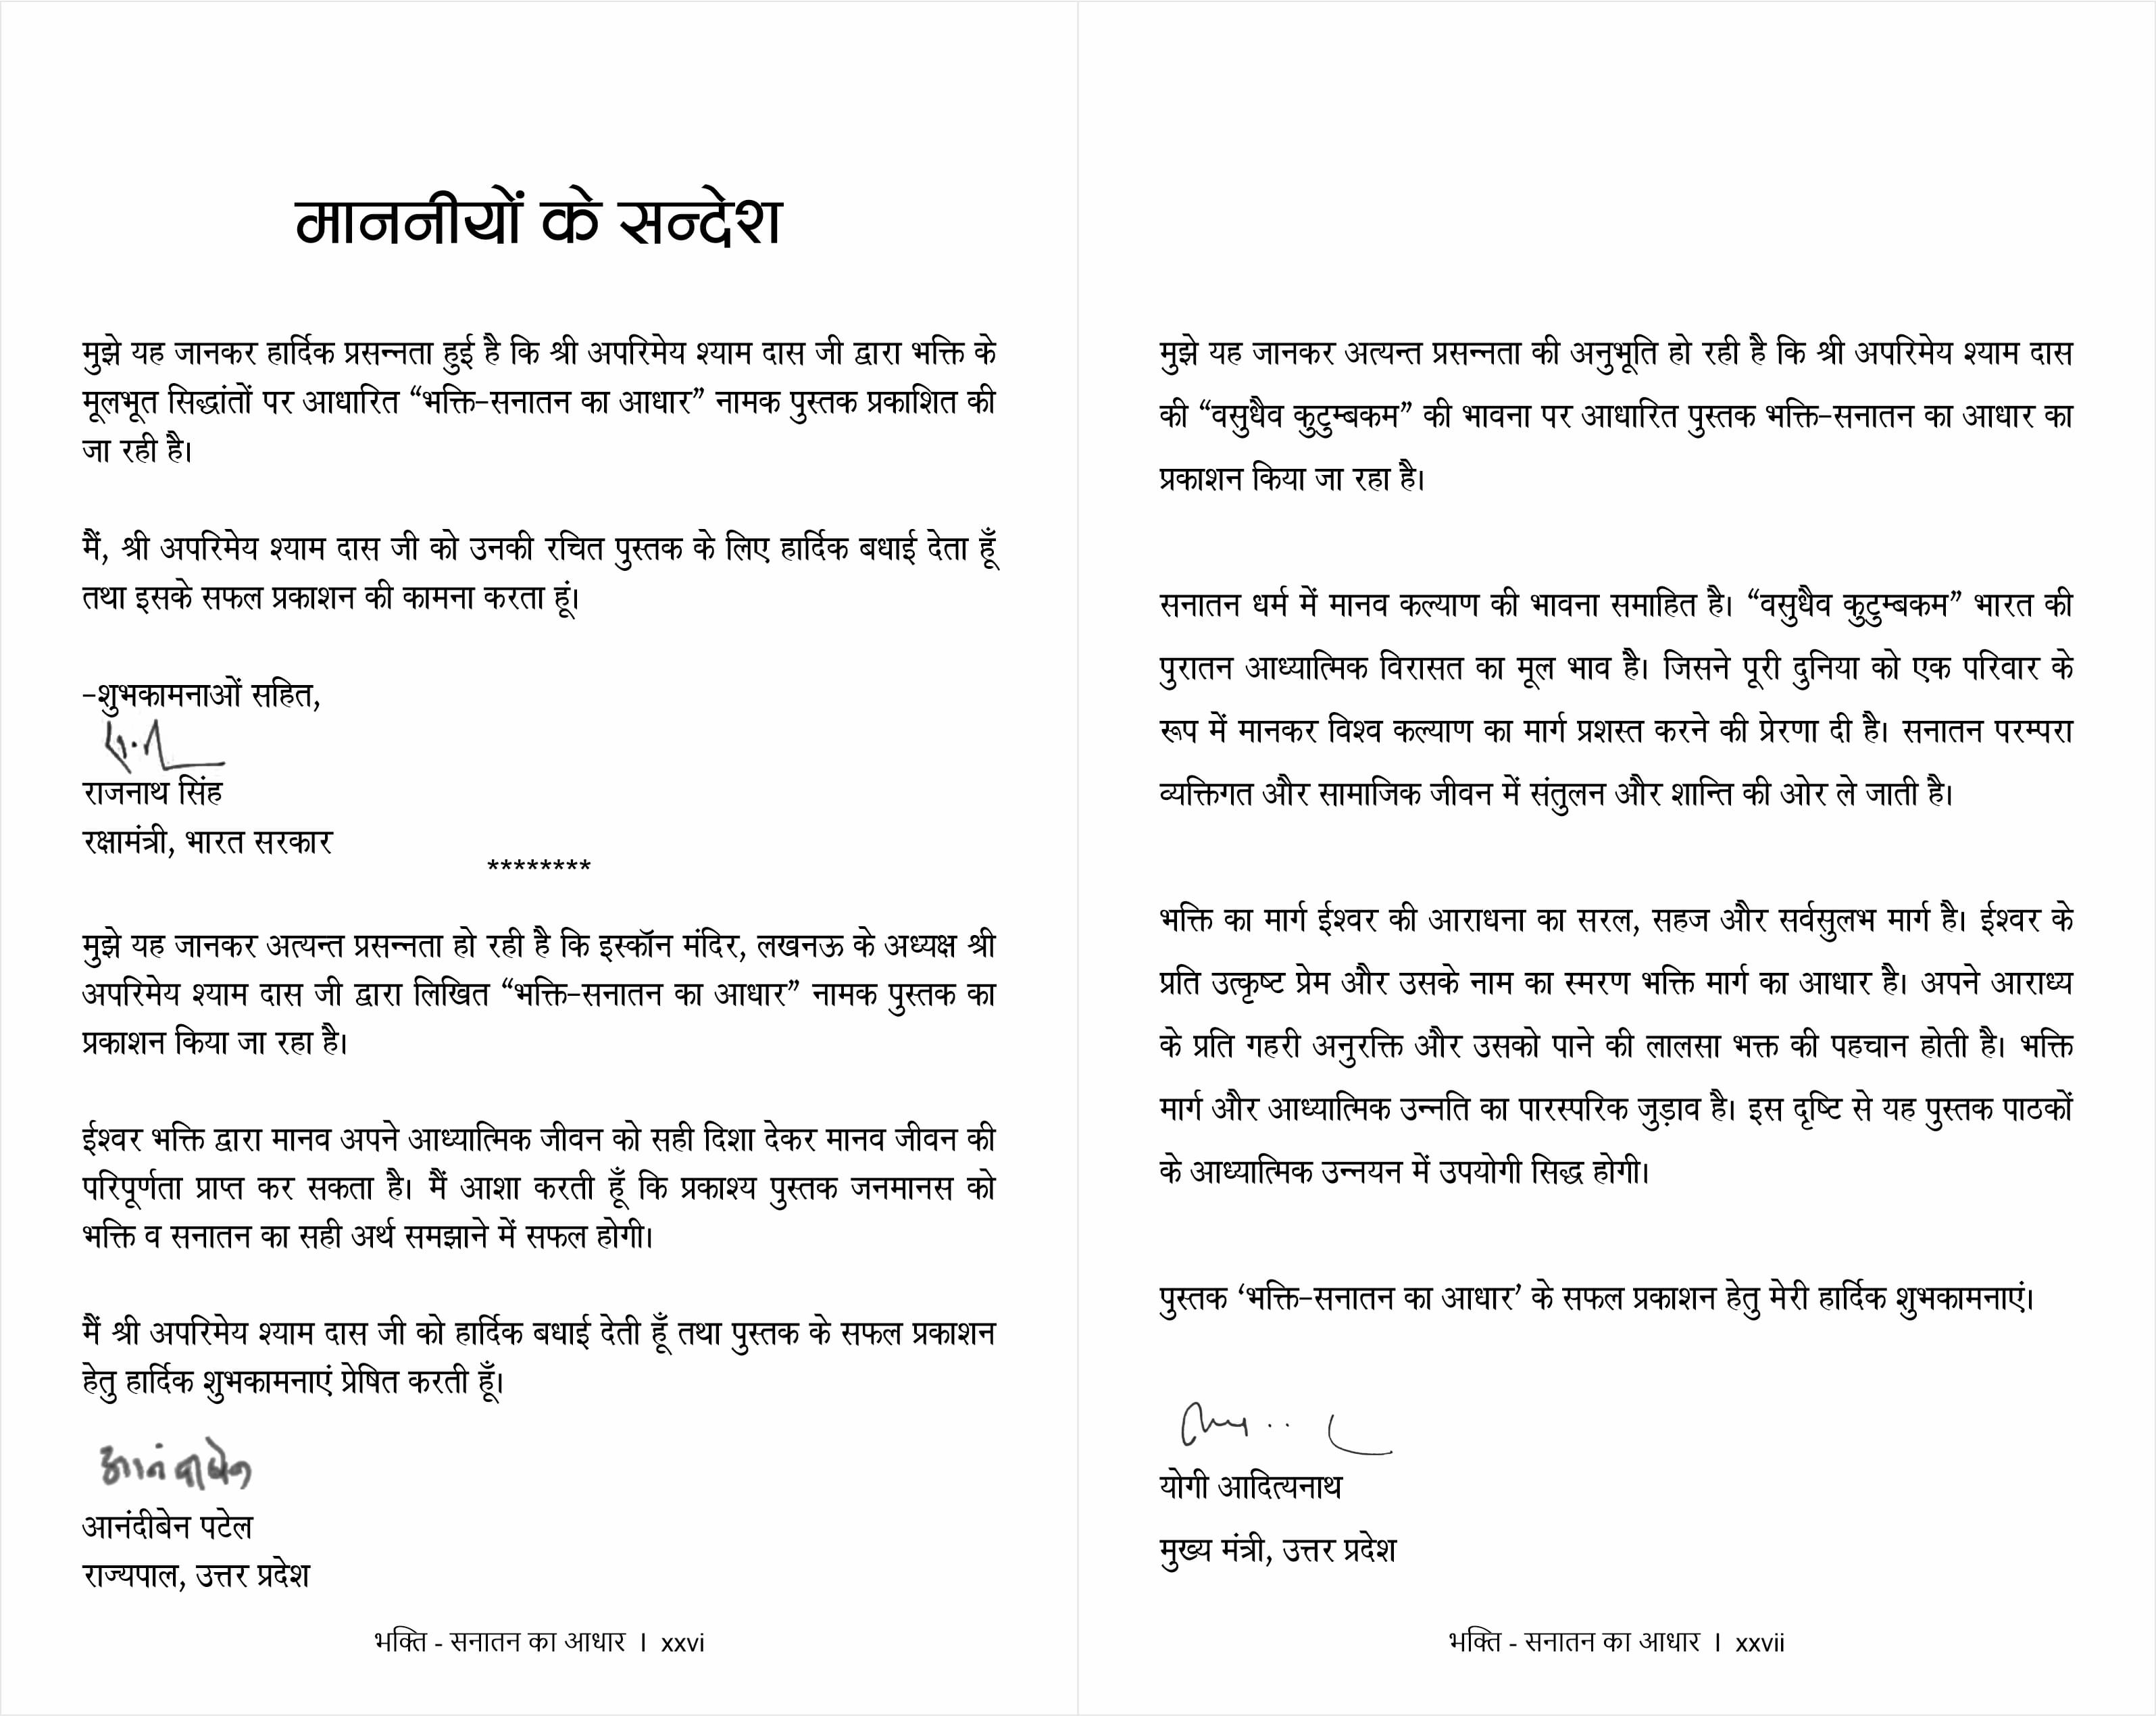 माननीयों के सन्देश
मुझे यह जानकर हार्दिक प्रसन्नता हुई है कि श्री अपरिमेय श्याम दास जी द्वारा भक्ति के
मूलभूत सिद्धांतों पर आधारित “भक्ति–सनातन का आधार” नामक पुस्तक प्रकाशित की
जा रही है।
मैं, श्री अपरिमेय श्याम दास जी को उनकी रचित पुस्तक के लिए हार्दिक बधाई देता हूँ
तथा इसके सफल प्रकाशन की कामना करता हूं।
–शुभकामनाओं सहित,
राजनाथ सिंह
रक्षामंत्री, भारत सरकार
********
मुझे यह जानकर अत्यन्त प्रसन्नता हो रही है कि इस्कॉन मंदिर, लखनऊ के अध्यक्ष श्री
अपरिमेय श्याम दास जी द्वारा लिखित “भक्ति–सनातन का आधार” नामक पुस्तक का
प्रकाशन किया जा रहा है।
ईश्वर भक्ति द्वारा मानव अपने आध्यात्मिक जीवन को सही दिशा देकर मानव जीवन की
परिपूर्णता प्राप्त कर सकता है। मैं आशा करती हूँ कि प्रकाश्य पुस्तक जनमानस को
भक्ति व सनातन का सही अर्थ समझाने में सफल होगी।
मैं श्री अपरिमेय श्याम दास जी को हार्दिक बधाई देती हूँ तथा पुस्तक के सफल प्रकाशन
हेतु हार्दिक शुभकामनाएं प्रेषित करती हूँ।
आनंदीबेन
आनंदीबेन पटेल
राज्यपाल, उत्तर प्रदेश
भक्ति - सनातन का आधार । xxvi
मुझे यह जानकर अत्यन्त प्रसन्नता की अनुभूति हो रही है कि श्री अपरिमेय श्याम दास
की “वसुधैव कुटुम्बकम” की भावना पर आधारित पुस्तक भक्ति–सनातन का आधार का
प्रकाशन किया जा रहा है।
सनातन धर्म में मानव कल्याण की भावना समाहित है। “वसुधैव कुटुम्बकम” भारत की
पुरातन आध्यात्मिक विरासत का मूल भाव है। जिसने पूरी दुनिया को एक परिवार के
रूप में मानकर विश्व कल्याण का मार्ग प्रशस्त करने की प्रेरणा दी है। सनातन परम्परा
व्यक्तिगत और सामाजिक जीवन में संतुलन और शान्ति की ओर ले जाती है।
भक्ति का मार्ग ईश्वर की आराधना का सरल, सहज और सर्वसुलभ मार्ग है। ईश्वर के
प्रति उत्कृष्ट प्रेम और उसके नाम का स्मरण भक्ति मार्ग का आधार है। अपने आराध्य
के प्रति गहरी अनुरक्ति और उसको पाने की लालसा भक्त की पहचान होती है। भक्ति
मार्ग और आध्यात्मिक उन्नति का पारस्परिक जुड़ाव है। इस दृष्टि से यह पुस्तक पाठकों
के आध्यात्मिक उन्नयन में उपयोगी सिद्ध होगी।
पुस्तक ‘भक्ति–सनातन का आधार’ के सफल प्रकाशन हेतु मेरी हार्दिक शुभकामनाएं।
योगी आदित्यनाथ
मुख्य मंत्री, उत्तर प्रदेश
भक्ति - सनातन का आधार । xxvii